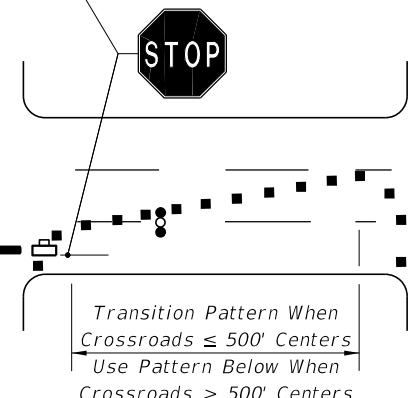 STOP
Transition Pattern When
Crossroads ≤ 500' Centers
Use Pattern Below When
Crossroads > 500' Centers